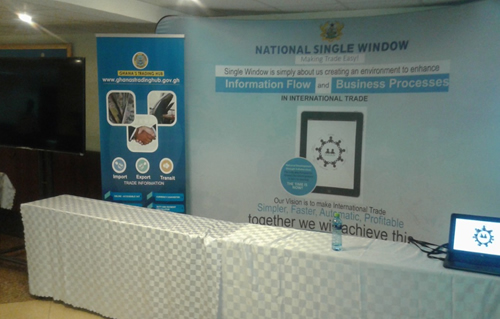 GHANA'S TRADING HUB
www.ghanastradinghub.gov.gh
Import
Export
Transit
TRADE INFORMATION
NATIONAL SINGLE WINDOW
Making Trade Easy!
Single Window is simply about us creating an environment to enhance
Information Flow and Business Processes
IN INTERNATIONAL TRADE
Our Vision is to make International Trade
Simpler, Faster, Automatic, Profitable
together we will achieve this